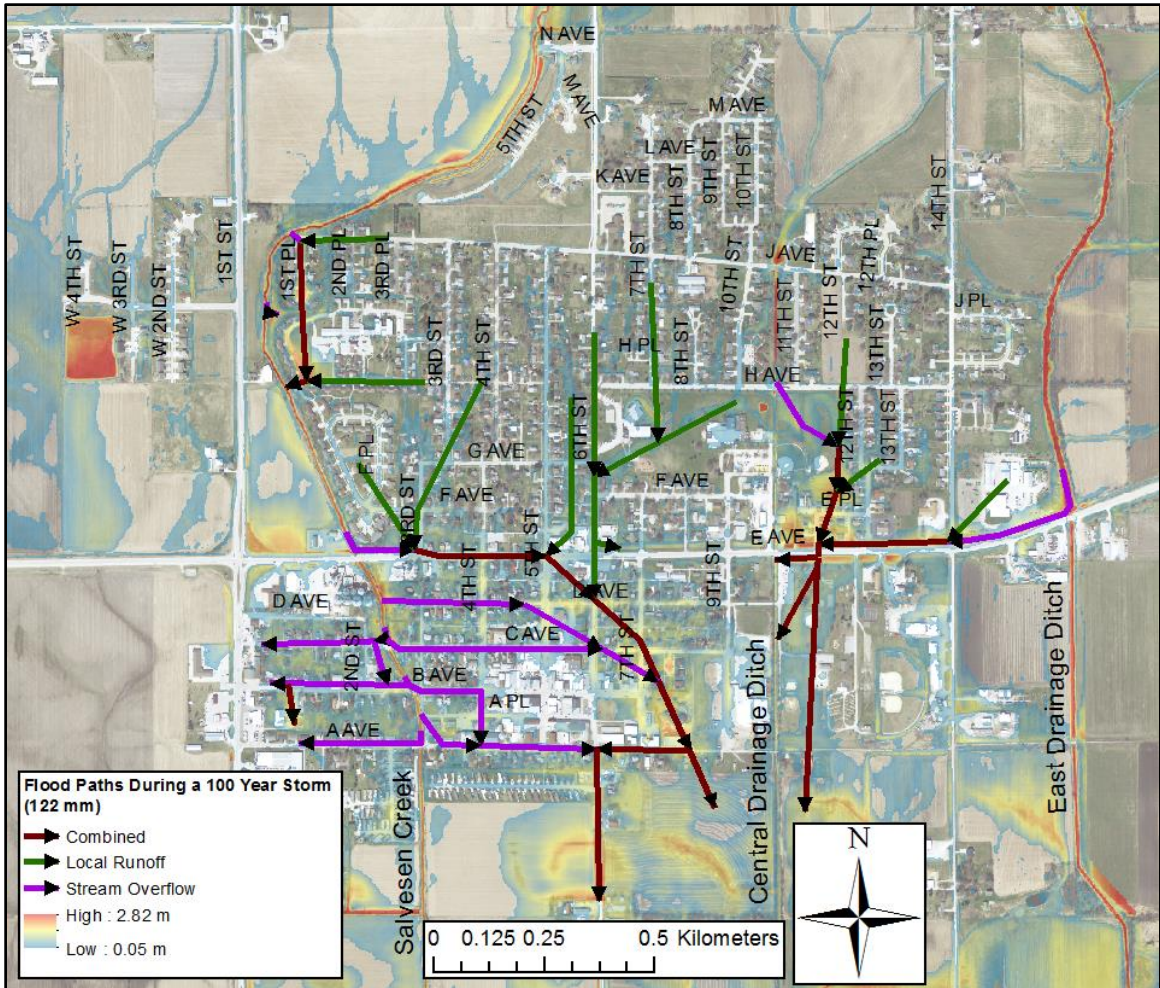 N AVE
M AVE
5TH ST
M AVE
L AVE
9TH ST
10TH ST
8TH ST
K AVE
14TH ST
1ST ST
W 4TH ST
W 3RD ST
W 2ND ST
1ST PL
2ND PL
3RD PL
7TH ST
10TH ST
J AVE
12TH PL
12TH ST
11TH ST
J PL
3RD ST
4TH ST
H PL
8TH ST
13TH ST
H AVE
6TH ST
12TH ST
13TH ST
G AVE
F PL
F AVE
F AVE
E PL
3RD ST
5TH ST
E AVE
4TH ST
9TH ST
D AVE
D AVE
C AVE
7TH ST
2ND ST
B AVE
A PL
A AVE
Salvesen Creek
Central Drainage Ditch
East Drainage Ditch
Flood Paths During a 100 Year Storm
(122 mm)
Combined
Local Runoff
Stream Overflow
High : 2.82 m
Low : 0.05 m
0 0.125 0.25 0.5 Kilometers
N